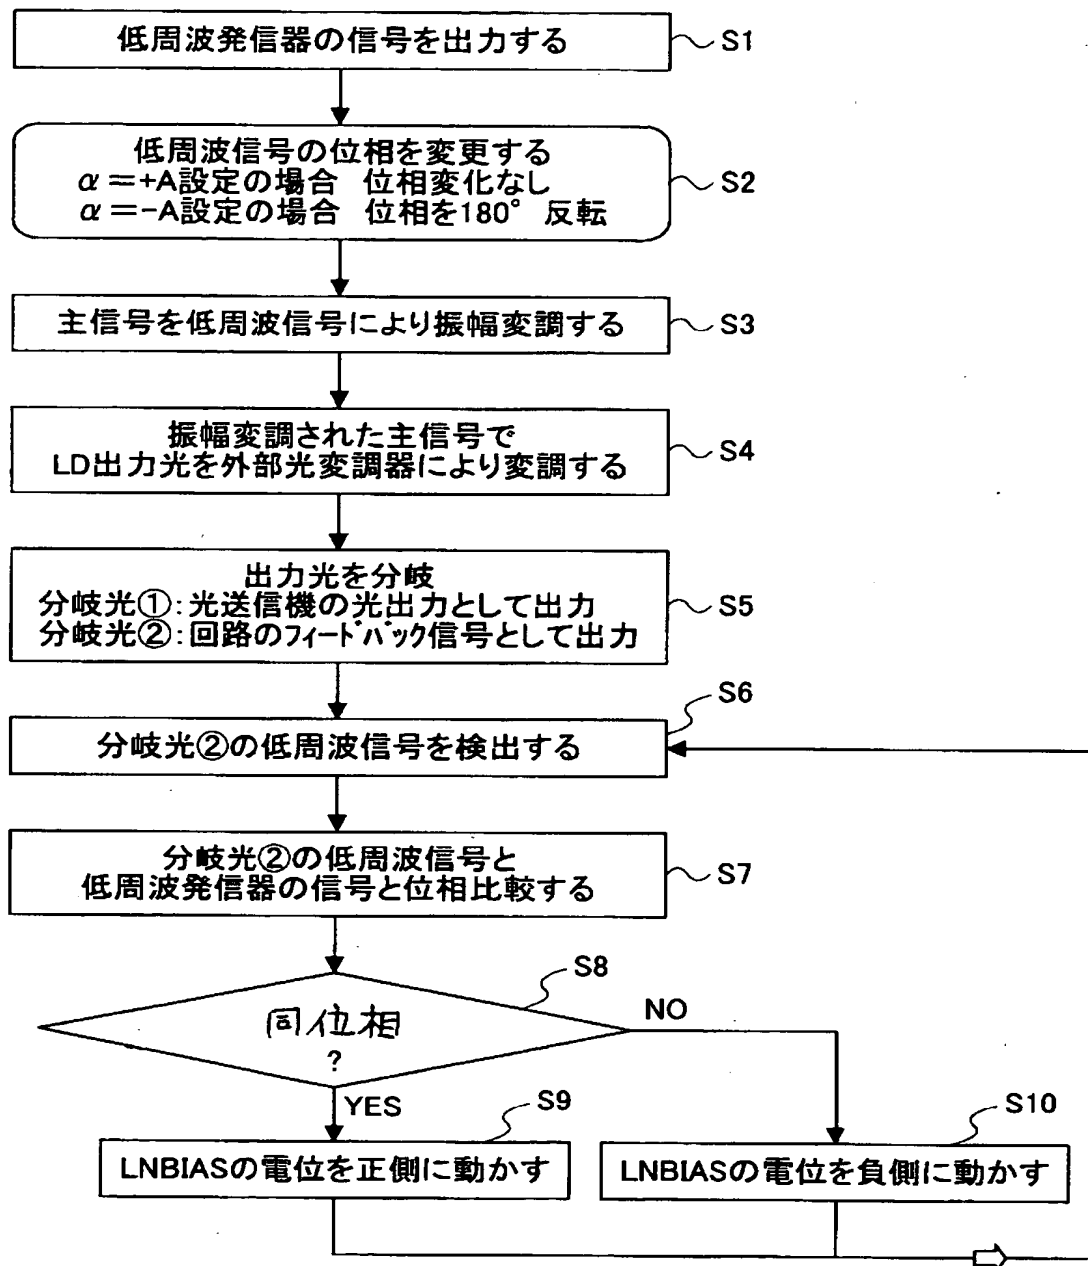 低周波発信器の信号を出力する
S1
低周波信号の位相を変更する
α=+A設定の場合 位相変化なし
α=-A設定の場合 位相を180° 反転
S2
主信号を低周波信号により振幅変調する
S3
振幅変調された主信号で
LD出力光を外部光変調器により変調する
S4
出力光を分岐
分岐光①:光送信機の光出力として出力
分岐光②:回路のフィードバック信号として出力
S5
S6
分岐光②の低周波信号を検出する
分岐光②の低周波信号と
低周波発信器の信号と位相比較する
S7
S8
同位相
?
NO
YES
S9
S10
LNBIASの電位を正側に動かす
LNBIASの電位を負側に動かす